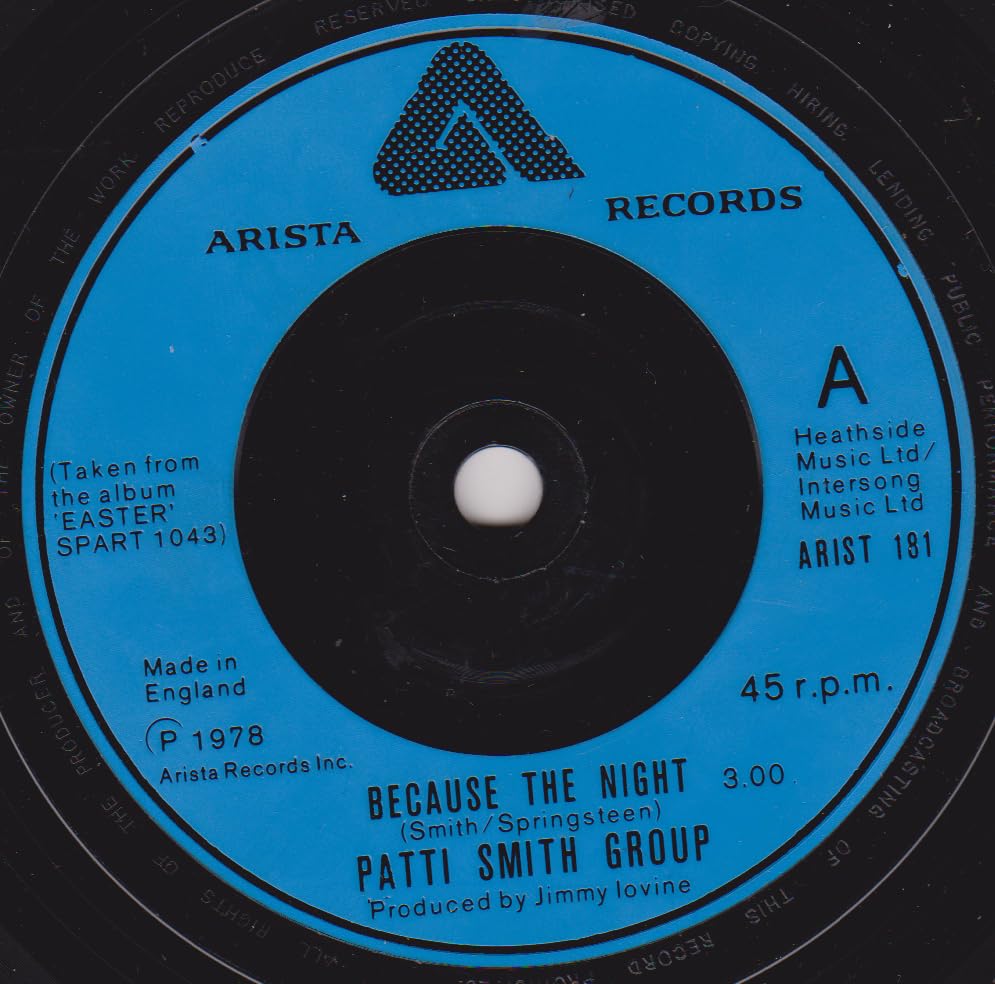 ARISTA
RECORDS
A
Heathside
Music Ltd/
Intersong
Music Ltd
ARIST 181
(Taken from
the album
'EASTER'
SPART 1043)
Made in
England
℗ 1978
Arista Records Inc.
45 r.p.m.
BECAUSE THE NIGHT 3.00
(Smith/Springsteen)
PATTI SMITH GROUP
Produced by Jimmy Iovine
ALL RIGHTS OF THE PRODUCER AND OF THE OWNER OF THE WORK REPRODUCE RESERVED COPYING HIRING LENDING PUBLIC PERFORMANCE AND BROADCASTING OF THIS RECORD